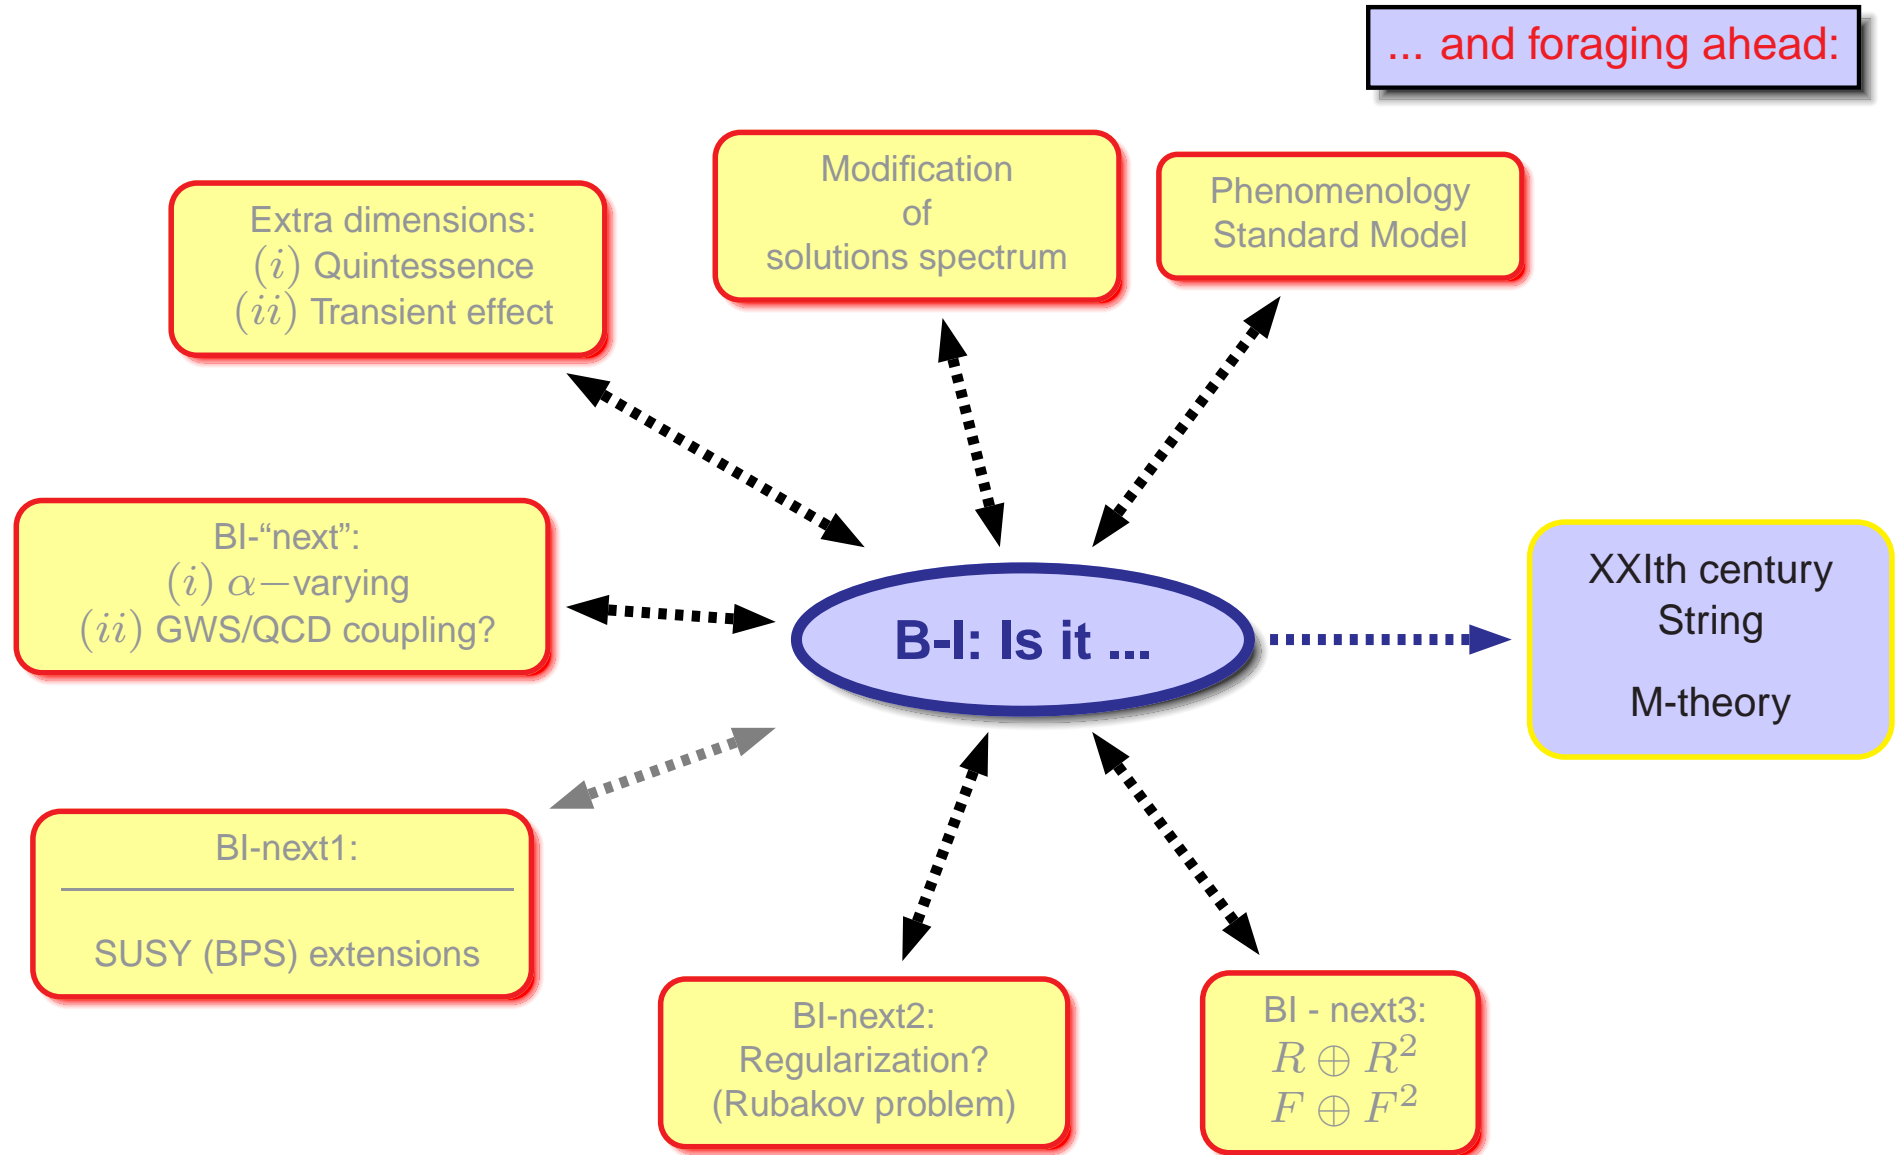 ... and foraging ahead:
Modification
of
solutions spectrum
Phenomenology
Standard Model
Extra dimensions:
(i) Quintessence
(ii) Transient effect
BI-“next”:
(i) α−varying
(ii) GWS/QCD coupling?
B-I: Is it ...
XXIth century
String
M-theory
BI-next1:
SUSY (BPS) extensions
BI-next2:
Regularization?
(Rubakov problem)
BI - next3:
R ⊕ R²
F ⊕ F²